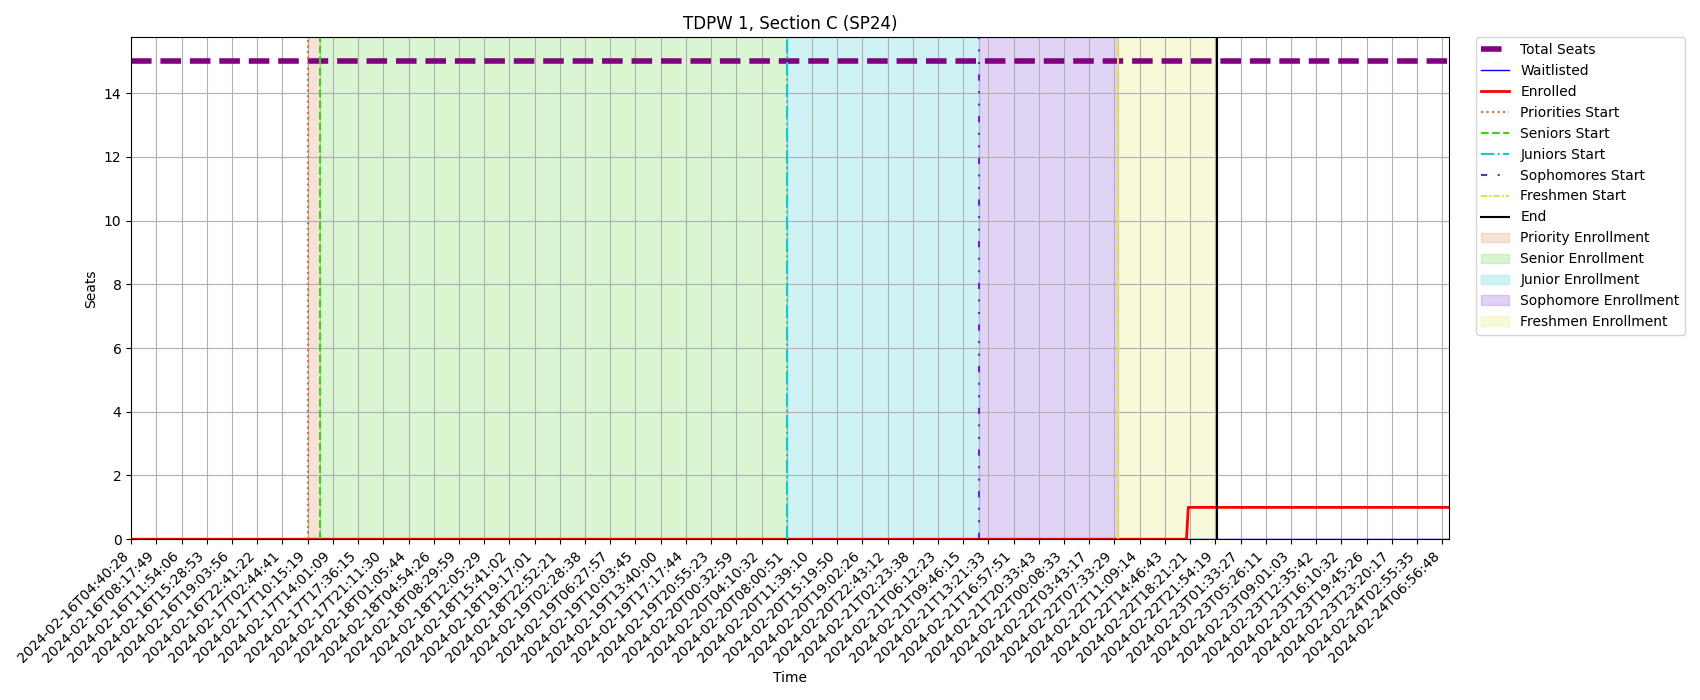 TDPW 1, Section C (SP24)
Seats
14
12
10
8
6
4
2
0
2024-02-16T04:40:28
2024-02-16T08:17:49
2024-02-16T11:54:06
2024-02-16T15:28:53
2024-02-16T19:03:56
2024-02-16T22:41:22
2024-02-17T02:44:41
2024-02-17T10:15:19
2024-02-17T14:01:09
2024-02-17T17:36:15
2024-02-17T21:11:30
2024-02-18T01:05:44
2024-02-18T04:54:26
2024-02-18T08:29:59
2024-02-18T12:05:29
2024-02-18T15:41:02
2024-02-18T19:17:01
2024-02-18T22:52:21
2024-02-19T02:28:38
2024-02-19T06:27:57
2024-02-19T10:03:45
2024-02-19T13:40:00
2024-02-19T17:17:44
2024-02-19T20:55:23
2024-02-20T00:32:59
2024-02-20T04:10:32
2024-02-20T08:00:51
2024-02-20T11:39:10
2024-02-20T15:19:50
2024-02-20T19:02:26
2024-02-20T22:43:12
2024-02-21T02:23:38
2024-02-21T06:12:23
2024-02-21T09:46:15
2024-02-21T13:21:33
2024-02-21T16:57:51
2024-02-21T20:33:43
2024-02-22T00:08:33
2024-02-22T03:43:17
2024-02-22T07:33:29
2024-02-22T11:09:14
2024-02-22T14:46:43
2024-02-22T18:21:21
2024-02-22T21:54:19
2024-02-23T01:33:27
2024-02-23T05:26:11
2024-02-23T09:01:03
2024-02-23T12:35:42
2024-02-23T16:10:32
2024-02-23T19:45:26
2024-02-23T23:20:17
2024-02-24T02:55:35
2024-02-24T06:56:48
Time
Total Seats
Waitlisted
Enrolled
Priorities Start
Seniors Start
Juniors Start
Sophomores Start
Freshmen Start
End
Priority Enrollment
Senior Enrollment
Junior Enrollment
Sophomore Enrollment
Freshmen Enrollment